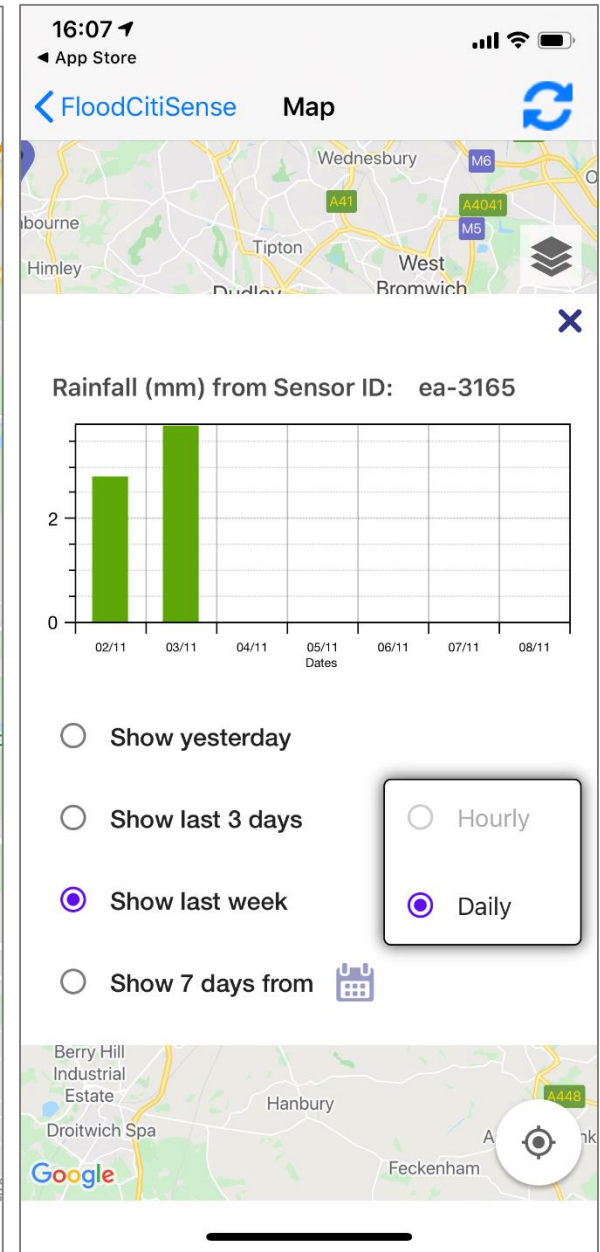 16:07
◀ App Store
FloodCitiSense Map
Wednesbury
M6
A41
A4041
M5
Tipton
Himley
West
Bromwich
Rainfall (mm) from Sensor ID: ea-3165
2
0
02/11 03/11 04/11 05/11 06/11 07/11 08/11
Dates
Show yesterday
Show last 3 days
Hourly
Show last week
Daily
Show 7 days from
Berry Hill
Industrial
Estate
Hanbury
A448
Droitwich Spa
Feckenham
Google